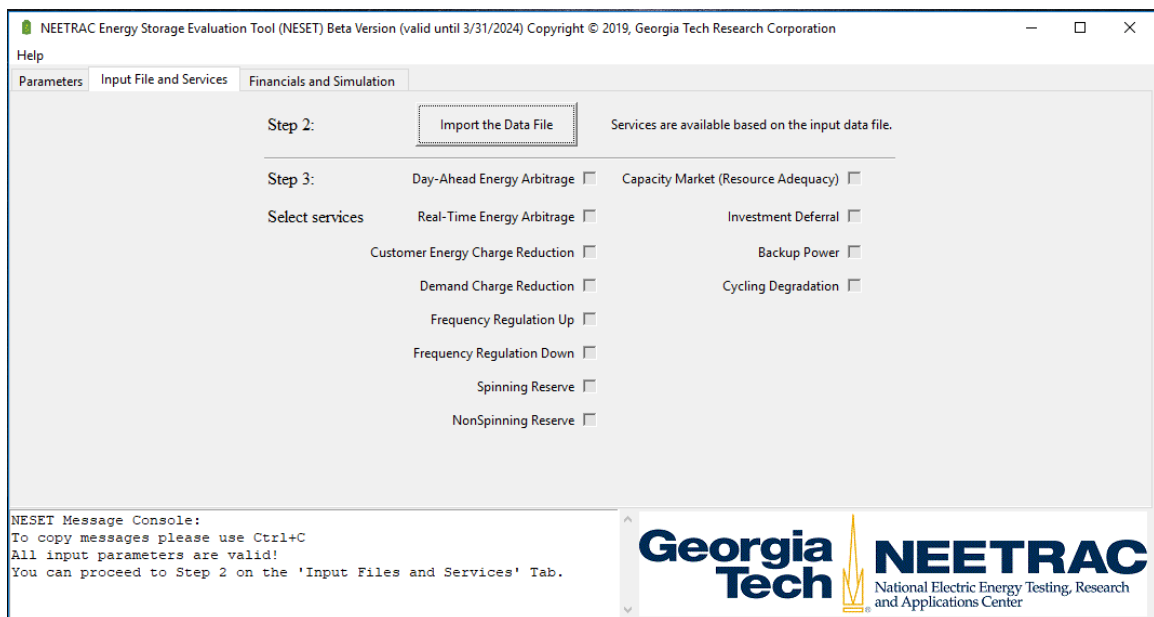 NEETRAC Energy Storage Evaluation Tool (NESET) Beta Version (valid until 3/31/2024) Copyright © 2019, Georgia Tech Research Corporation
Help
Parameters Input File and Services Financials and Simulation
Step 2: Import the Data File Services are available based on the input data file.
Step 3: Day-Ahead Energy Arbitrage Capacity Market (Resource Adequacy)
Select services Real-Time Energy Arbitrage Investment Deferral
Customer Energy Charge Reduction Backup Power
Demand Charge Reduction Cycling Degradation
Frequency Regulation Up
Frequency Regulation Down
Spinning Reserve
NonSpinning Reserve
NESET Message Console:
To copy messages please use Ctrl+C
All input parameters are valid!
You can proceed to Step 2 on the 'Input Files and Services' Tab.
Georgia
Tech
®
NEETRAC
National Electric Energy Testing, Research
and Applications Center